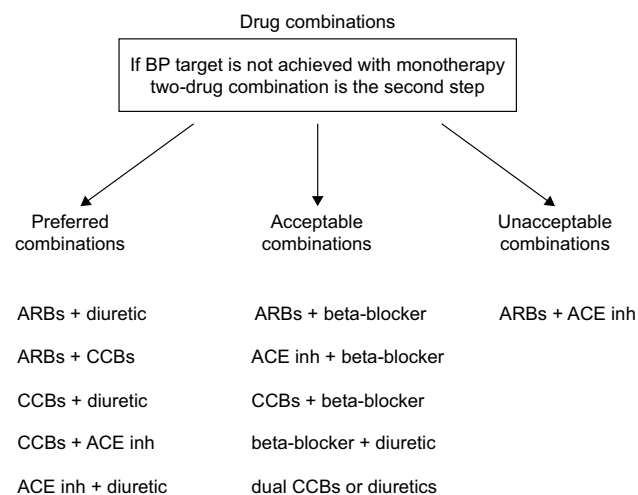 Drug combinations
If BP target is not achieved with monotherapy
two-drug combination is the second step
Preferred
combinations
ARBs + diuretic
ARBs + CCBs
CCBs + diuretic
CCBs + ACE inh
ACE inh + diuretic
Acceptable
combinations
ARBs + beta-blocker
ACE inh + beta-blocker
CCBs + beta-blocker
beta-blocker + diuretic
dual CCBs or diuretics
Unacceptable
combinations
ARBs + ACE inh